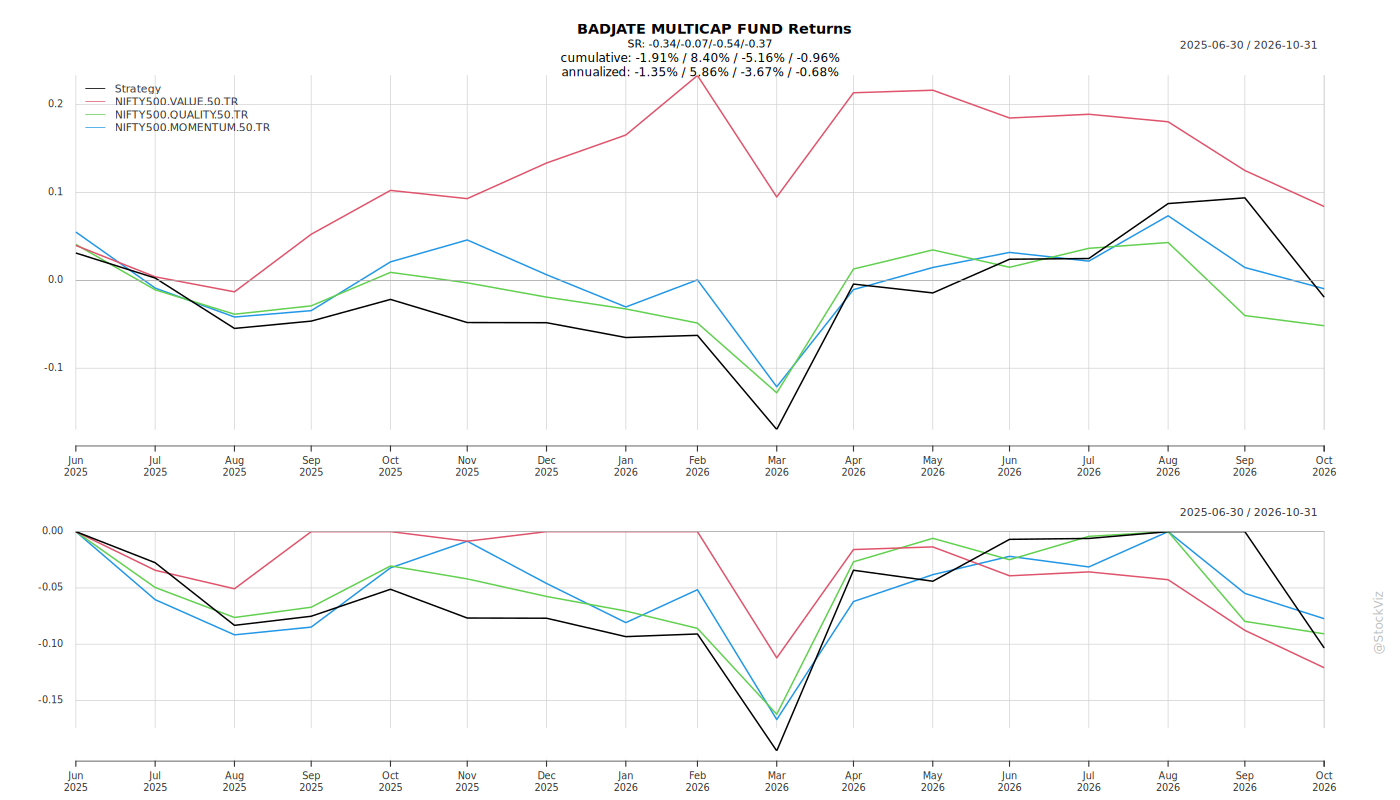 BADJATE MULTICAP FUND Returns
SR: -0.34/-0.07/-0.54/-0.37
cumulative: -1.91% / 8.40% / -5.16% / -0.96%
annualized: -1.35% / 5.86% / -3.67% / -0.68%
2025-06-30 / 2026-10-31
Strategy
NIFTY500.VALUE.50.TR
NIFTY500.QUALITY.50.TR
NIFTY500.MOMENTUM.50.TR
0.2
0.1
0.0
-0.1
Jun Jul Aug Sep Oct Nov Dec Jan Feb Mar Apr May Jun Jul Aug Sep Oct
2025 2025 2025 2025 2025 2025 2025 2026 2026 2026 2026 2026 2026 2026 2026 2026 2026
2025-06-30 / 2026-10-31
0.00
-0.05
-0.10
-0.15
Jun Jul Aug Sep Oct Nov Dec Jan Feb Mar Apr May Jun Jul Aug Sep Oct
2025 2025 2025 2025 2025 2025 2025 2026 2026 2026 2026 2026 2026 2026 2026 2026 2026
@StockViz